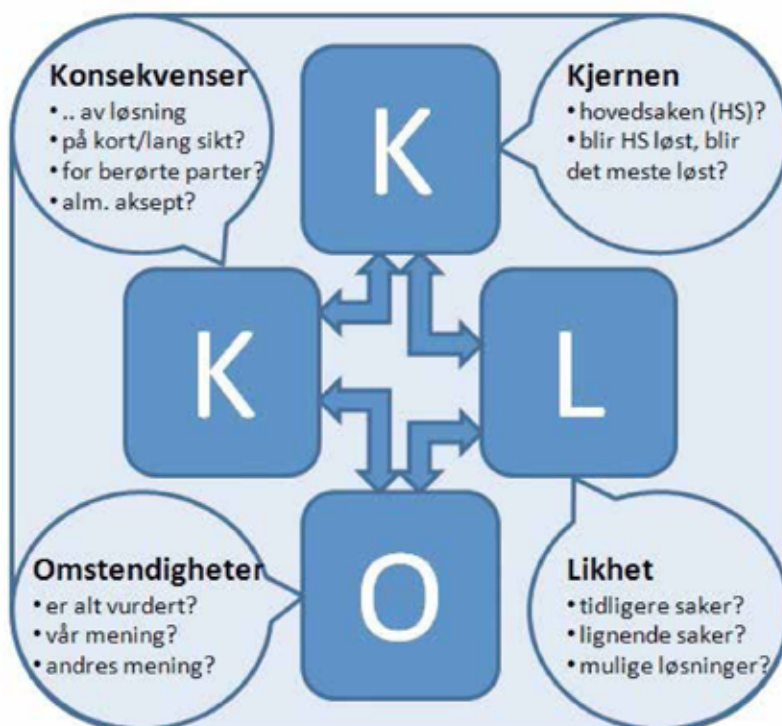 Konsekvenser
• .. av løsning
• på kort/lang sikt?
• for berørte parter?
• alm. aksept?
K
Kjernen
• hovedsaken (HS)?
• blir HS løst, blir
det meste løst?
K
L
Omstendigheter
• er alt vurdert?
• vår mening?
• andres mening?
O
Likhet
• tidligere saker?
• lignende saker?
• mulige løsninger?